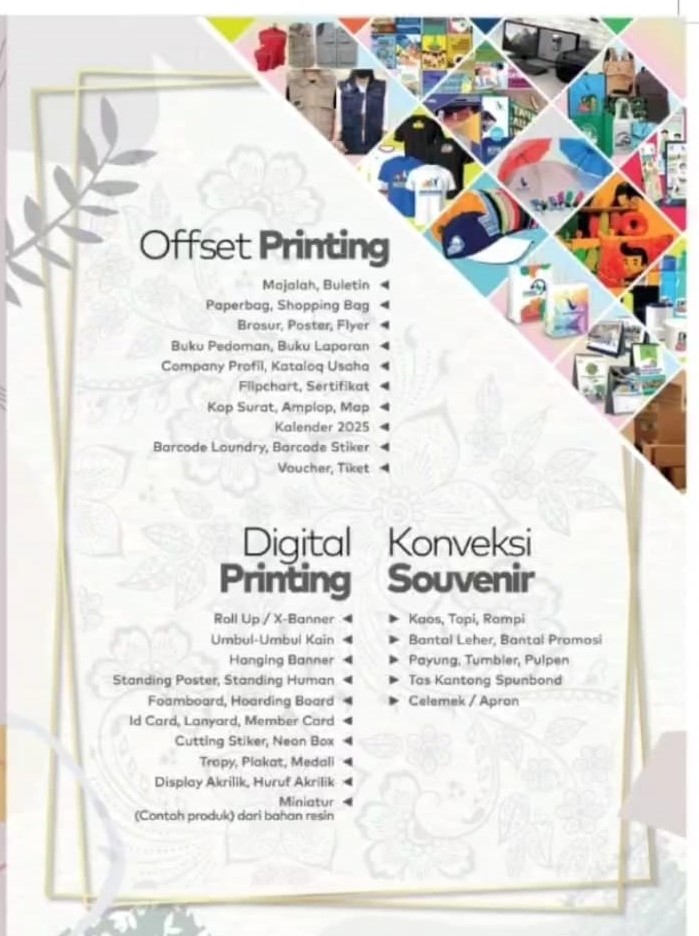 Offset Printing
Majalah, Buletin
Paperbag, Shopping Bag
Brosur, Poster, Flyer
Buku Pedoman, Buku Laporan
Company Profil, Katalog Usaha
Flipchart, Sertifikat
Kop Surat, Amplop, Map
Kalender 2025
Barcode Loundry, Barcode Stiker
Voucher, Tiket
Digital
Printing
Roll Up / X-Banner
Umbul-Umbul Kain
Hanging Banner
Standing Poster, Standing Human
Foamboard, Hoarding Board
Id Card, Lanyard, Member Card
Cutting Stiker, Neon Box
Tropy, Plakat, Medali
Display Akrilik, Huruf Akrilik
Miniatur
(Contoh produk) dari bahan resin
Konveksi
Souvenir
Kaos, Topi, Rompi
Bantal Leher, Bantal Promosi
Payung, Tumbler, Pulpen
Tas Kantong Spunbond
Celemek / Apron